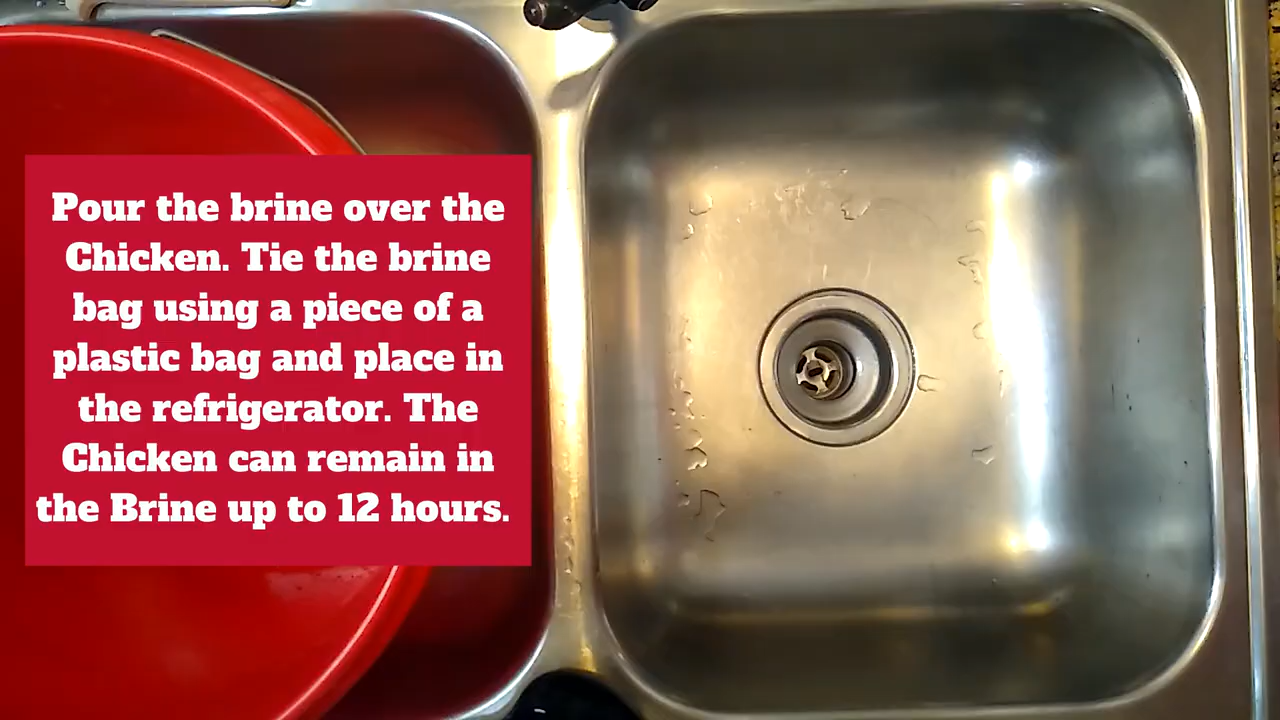 Pour the brine over the
Chicken. Tie the brine
bag using a piece of a
plastic bag and place in
the refrigerator. The
Chicken can remain in
the Brine up to 12 hours.